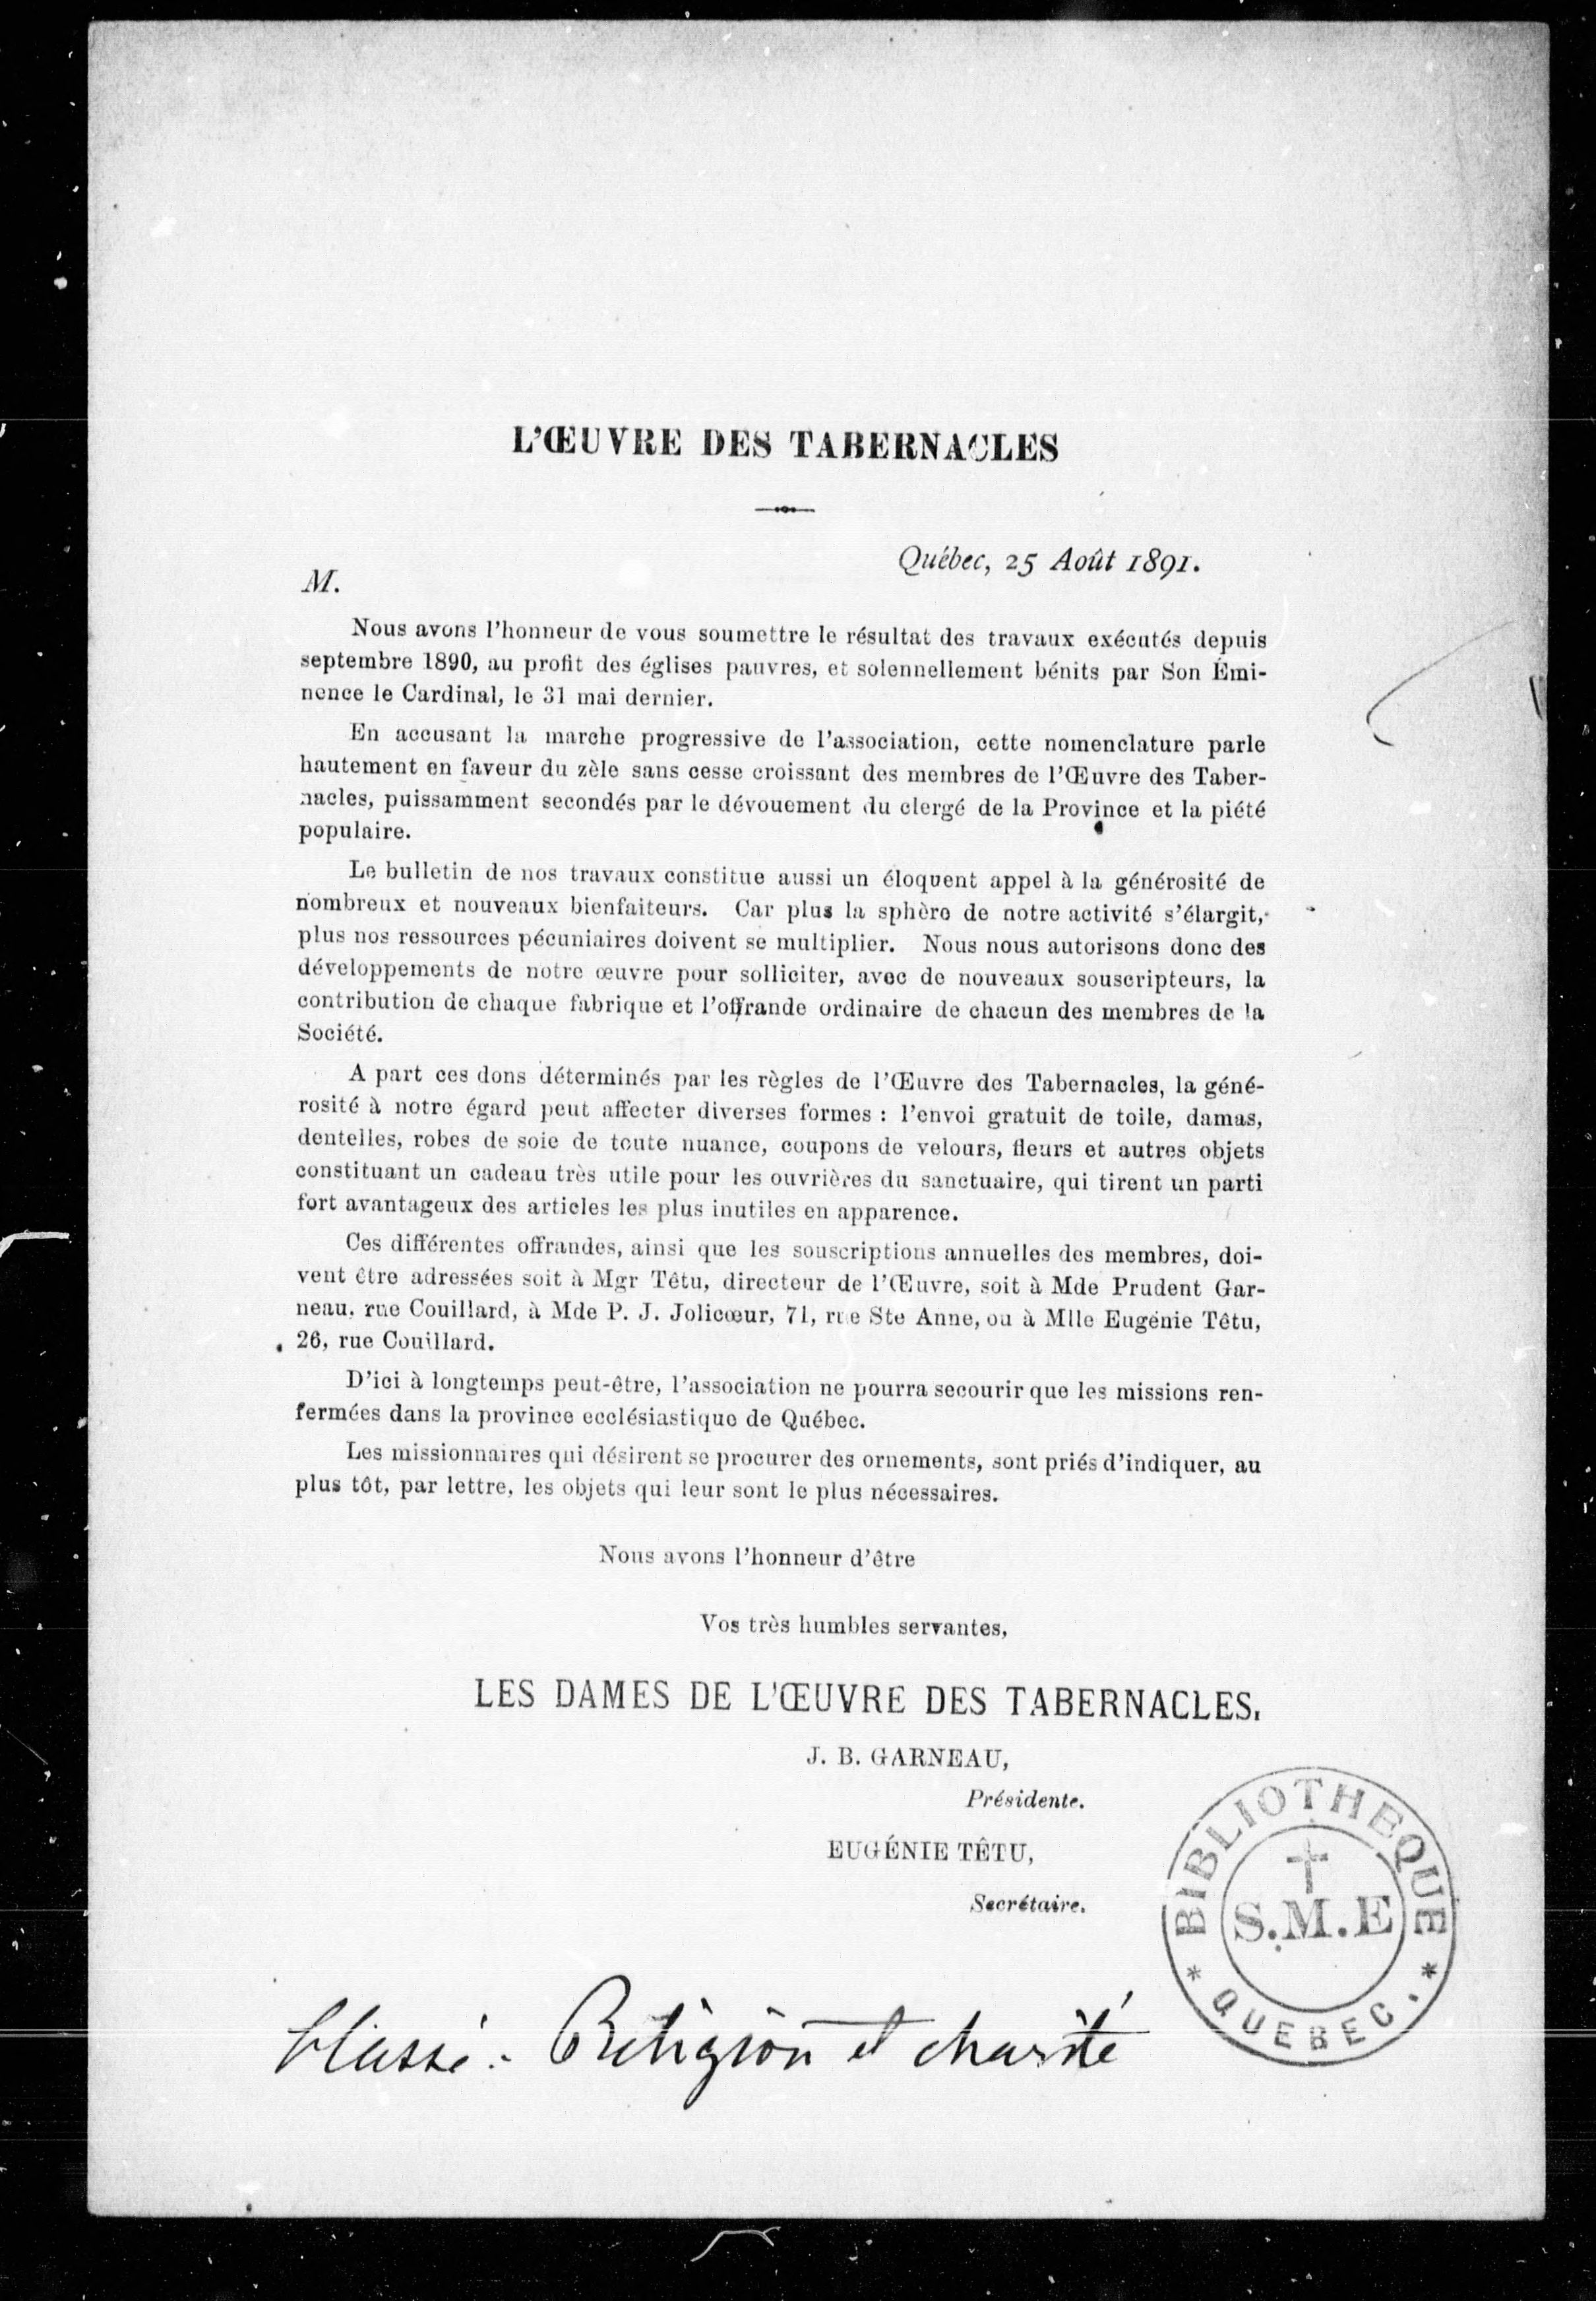 L'ŒUVRE DES TABERNACLES
Québec, 25 Août 1891.
M.
Nous avons l'honneur de vous soumettre le résultat des travaux exécutés depuis
septembre 1890, au profit des églises pauvres, et solennellement bénits par Son Émi-
nence le Cardinal, le 31 mai dernier.
En accusant la marche progressive de l'association, cette nomenclature parle
hautement en faveur du zèle sans cesse croissant des membres de l'Œuvre des Taber-
nacles, puissamment secondés par le dévouement du clergé de la Province et la piété
populaire.
Le bulletin de nos travaux constitue aussi un éloquent appel à la générosité de
nombreux et nouveaux bienfaiteurs. Car plus la sphère de notre activité s'élargit,
plus nos ressources pécuniaires doivent se multiplier. Nous nous autorisons donc des
développements de notre œuvre pour solliciter, avec de nouveaux souscripteurs, la
contribution de chaque fabrique et l'offrande ordinaire de chacun des membres de la
Société.
A part ces dons déterminés par les règles de l'Œuvre des Tabernacles, la géné-
rosité à notre égard peut affecter diverses formes : l'envoi gratuit de toile, damas,
dentelles, robes de soie de toute nuance, coupons de velours, fleurs et autres objets
constituant un cadeau très utile pour les ouvrières du sanctuaire, qui tirent un parti
fort avantageux des articles les plus inutiles en apparence.
Ces différentes offrandes, ainsi que les souscriptions annuelles des membres, doi-
vent être adressées soit à Mgr Têtu, directeur de l'Œuvre, soit à Mde Prudent Gar-
neau, rue Couillard, à Mde P. J. Jolicœur, 71, rue Ste Anne, ou à Mlle Eugénie Têtu,
26, rue Couillard.
D'ici à longtemps peut-être, l'association ne pourra secourir que les missions ren-
fermées dans la province ecclésiastique de Québec.
Les missionnaires qui désirent se procurer des ornements, sont priés d'indiquer, au
plus tôt, par lettre, les objets qui leur sont le plus nécessaires.
Nous avons l'honneur d'être
Vos très humbles servantes,
LES DAMES DE L'ŒUVRE DES TABERNACLES.
J. B. GARNEAU,
Présidente.
EUGÉNIE TÊTU,
Secrétaire.
BIBLIOTHEQUE
S.M.E
* QUEBEC. *
Classé : Religion et charité